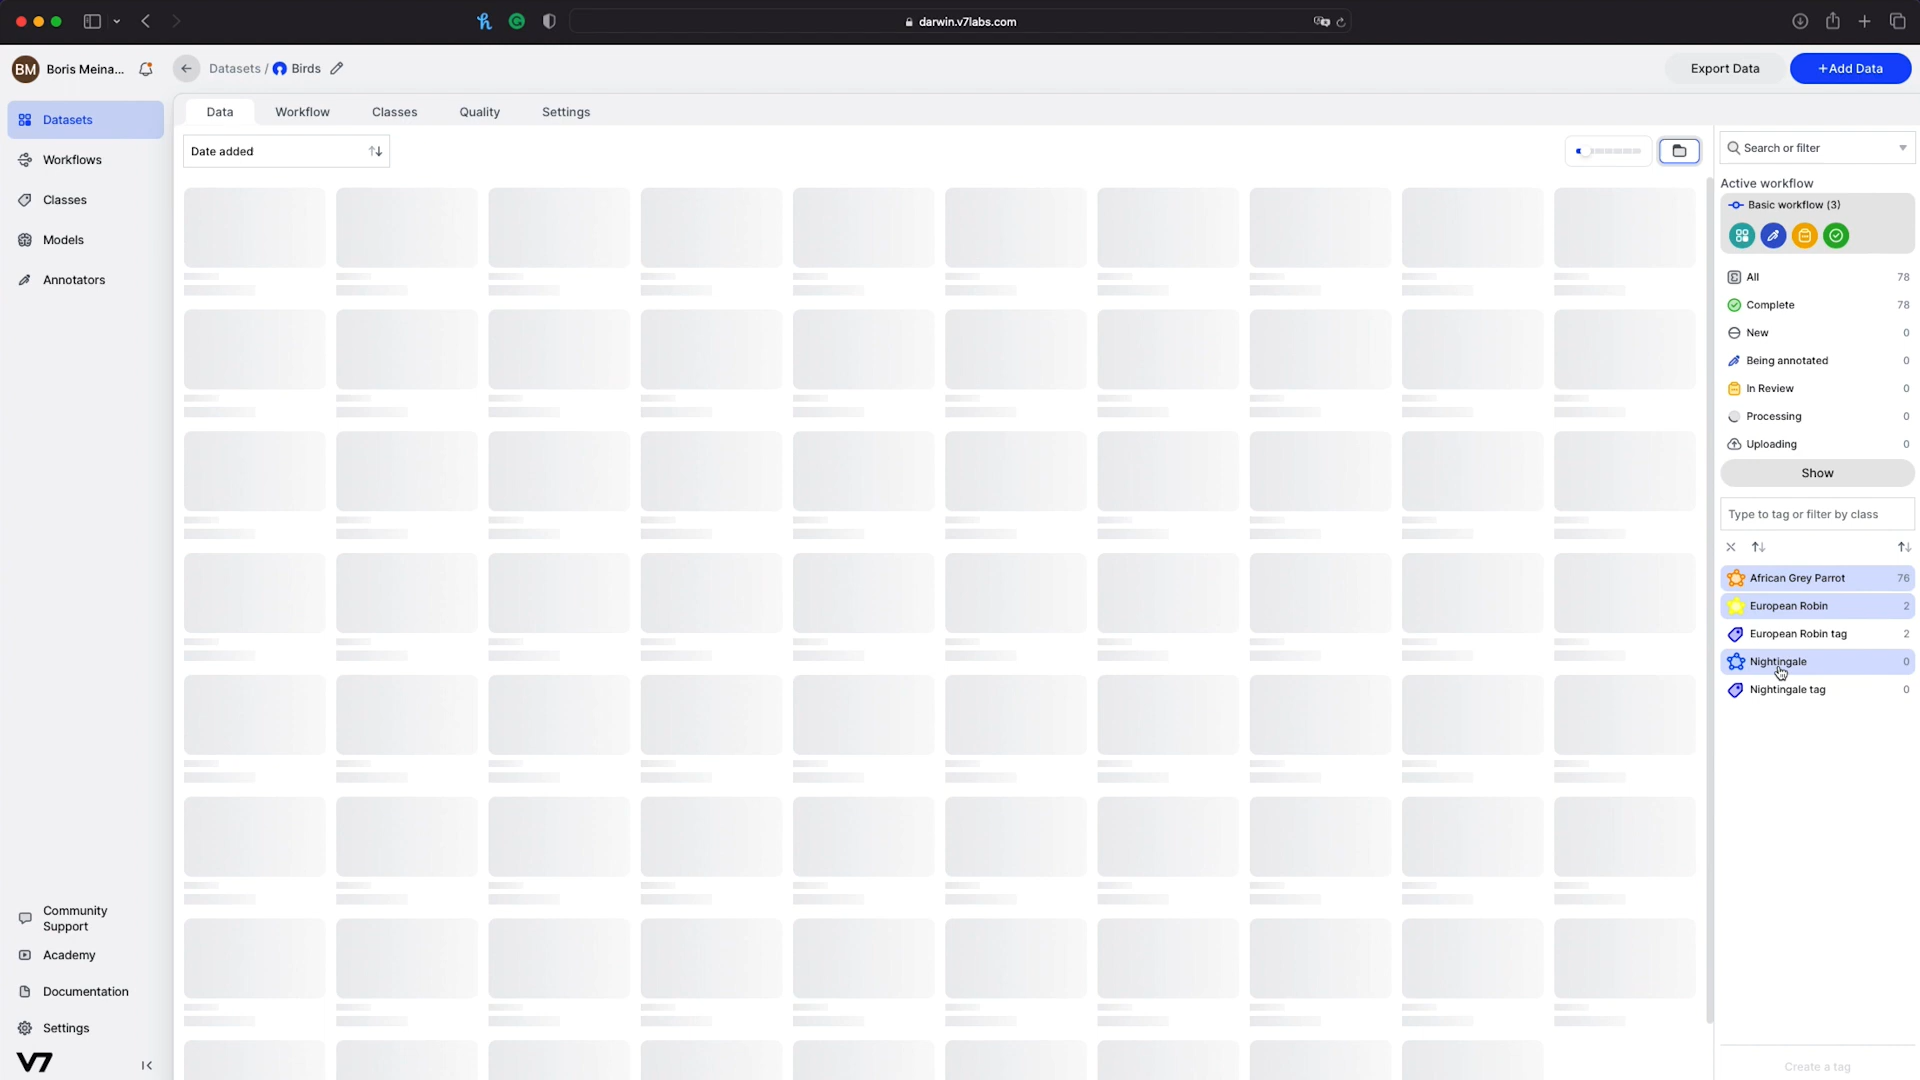 darwin.v7labs.com
BM Boris Meina...
Datasets / Birds
Export Data
+Add Data
Datasets
Workflows
Classes
Models
Annotators
Community
Support
Academy
Documentation
Settings
V7
Data Workflow Classes Quality Settings
Date added
Search or filter
Active workflow
Basic workflow (3)
All 78
Complete 78
New 0
Being annotated 0
In Review 0
Processing 0
Uploading 0
Show
Type to tag or filter by class
African Grey Parrot 76
European Robin 2
European Robin tag 2
Nightingale 0
Nightingale tag 0
Create a tag